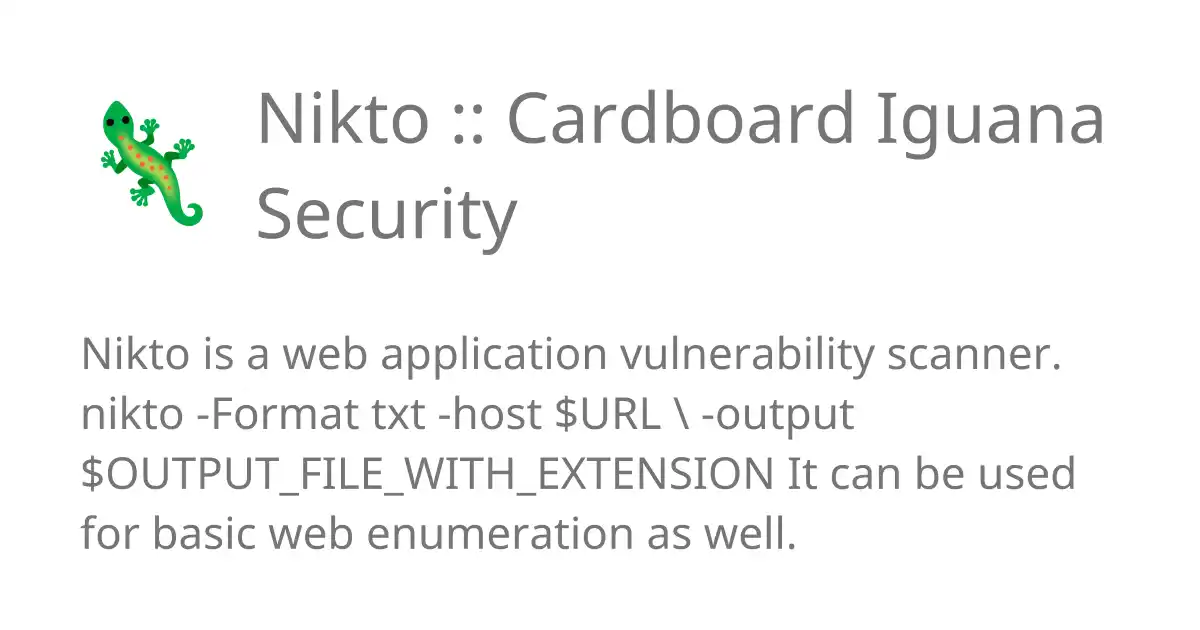 Nikto :: Cardboard Iguana
Security
Nikto is a web application vulnerability scanner.
nikto -Format txt -host $URL \ -output
$OUTPUT_FILE_WITH_EXTENSION It can be used
for basic web enumeration as well.